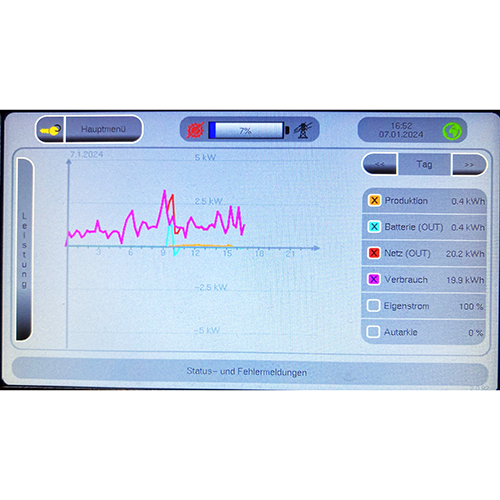 Hauptmenü
7%
16:52
07.01.2024
7.1.2024
5 kW
<< Tag >>
Leistung
2.5 kW
Produktion 0.4 kWh
Batterie (OUT) 0.4 kWh
Netz (OUT) 20.2 kWh
3 6 9 12 15 18 21
Verbrauch 19.9 kWh
-2.5 kW
Eigenstrom 100 %
-5 kW
Autarkie 0 %
Status- und Fehlermeldungen